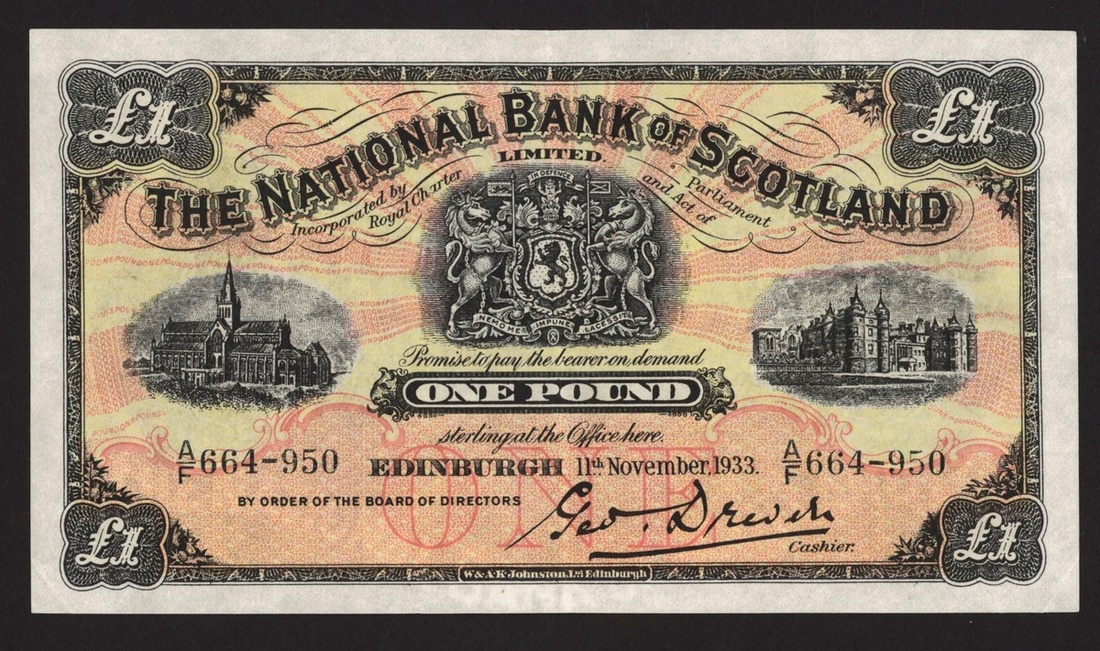 £1 £1
THE NATIONAL BANK OF SCOTLAND
LIMITED.
Incorporated by Royal Charter
and Act of Parliament
IN DEFENCE
NEMO ME IMPUNE LACESSIT
Promise to pay the bearer on demand
ONE POUND
sterling at the Office here.
A/F 664-950 EDINBURGH 11th November, 1933. A/F 664-950
ONE
BY ORDER OF THE BOARD OF DIRECTORS
Geo. Drever
Cashier.
£1 £1
W. & A.K. Johnston, Ld Edinburgh